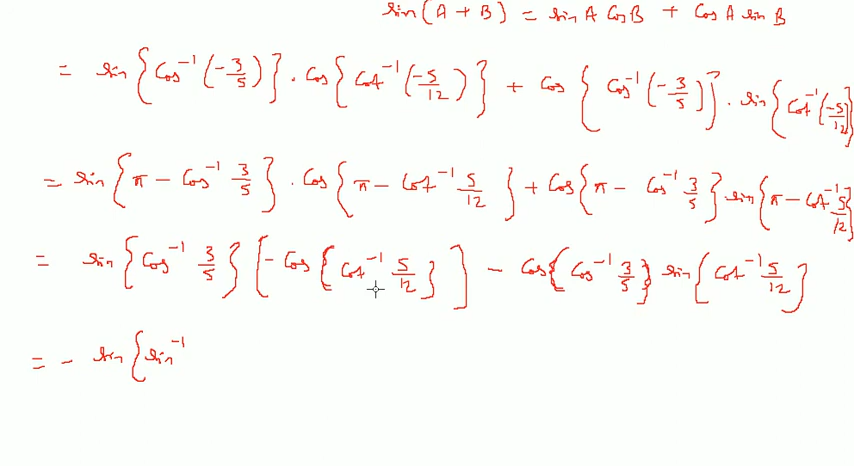 sin(A + B) = sin A Cos B + Cos A sin B
= sin{Cos⁻¹(-3/5)} . Cos{Cot⁻¹(-5/12)} + Cos{Cos⁻¹(-3/5)} . sin{Cot⁻¹(-5/12)}
= sin{π - Cos⁻¹ 3/5} . Cos{π - Cot⁻¹ 5/12} + Cos{π - Cos⁻¹ 3/5} sin{π - Cot⁻¹ 5/12}
= sin{Cos⁻¹ 3/5} [- Cos{Cot⁻¹ 5/12}] - Cos{Cos⁻¹ 3/5} sin{Cot⁻¹ 5/12}
= - sin{sin⁻¹